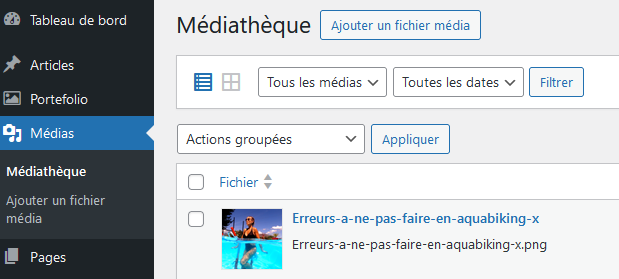 Tableau de bord
Articles
Portefolio
Médias
Médiathèque
Ajouter un fichier
média
Pages
Médiathèque Ajouter un fichier média
Tous les médias Toutes les dates Filtrer
Actions groupées Appliquer
Fichier
Erreurs-a-ne-pas-faire-en-aquabiking-x
Erreurs-a-ne-pas-faire-en-aquabiking-x.png